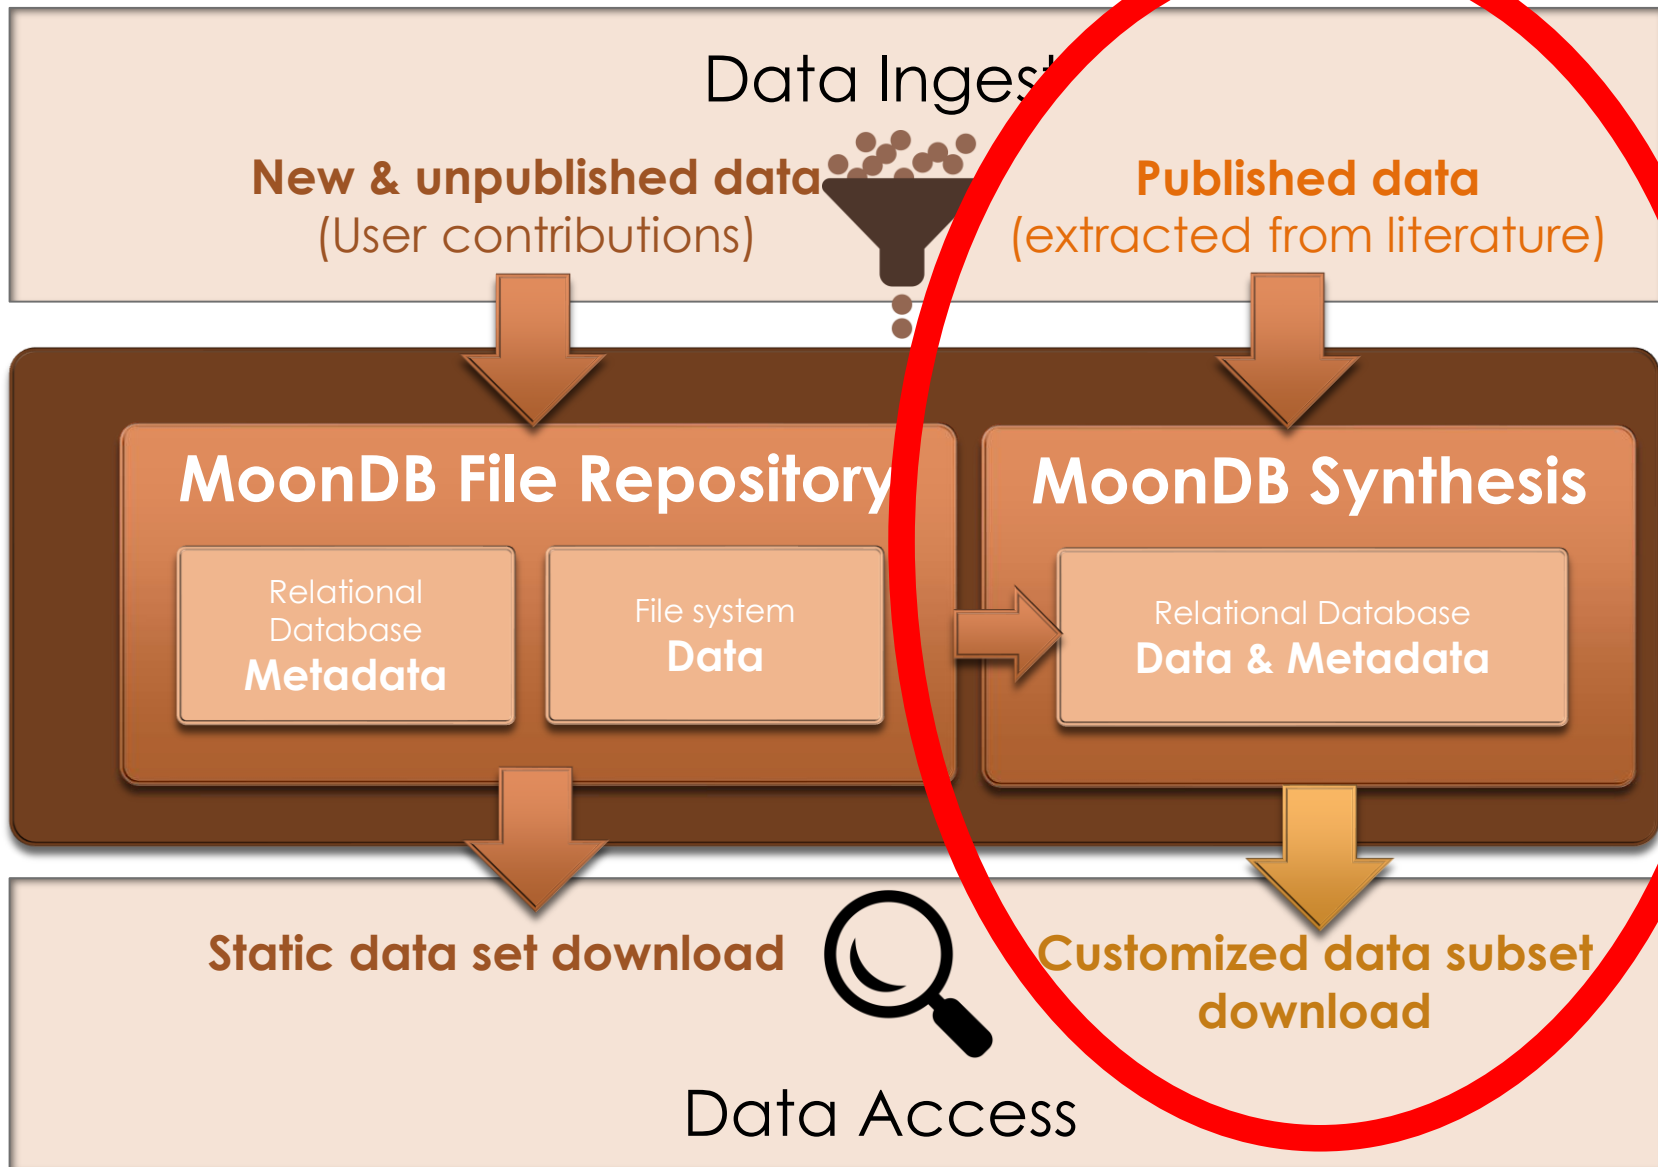 Data Ingest
New & unpublished data
(User contributions)
Published data
(extracted from literature)
MoonDB File Repository
Relational
Database
Metadata
File system
Data
MoonDB Synthesis
Relational Database
Data & Metadata
Static data set download
Customized data subset
download
Data Access